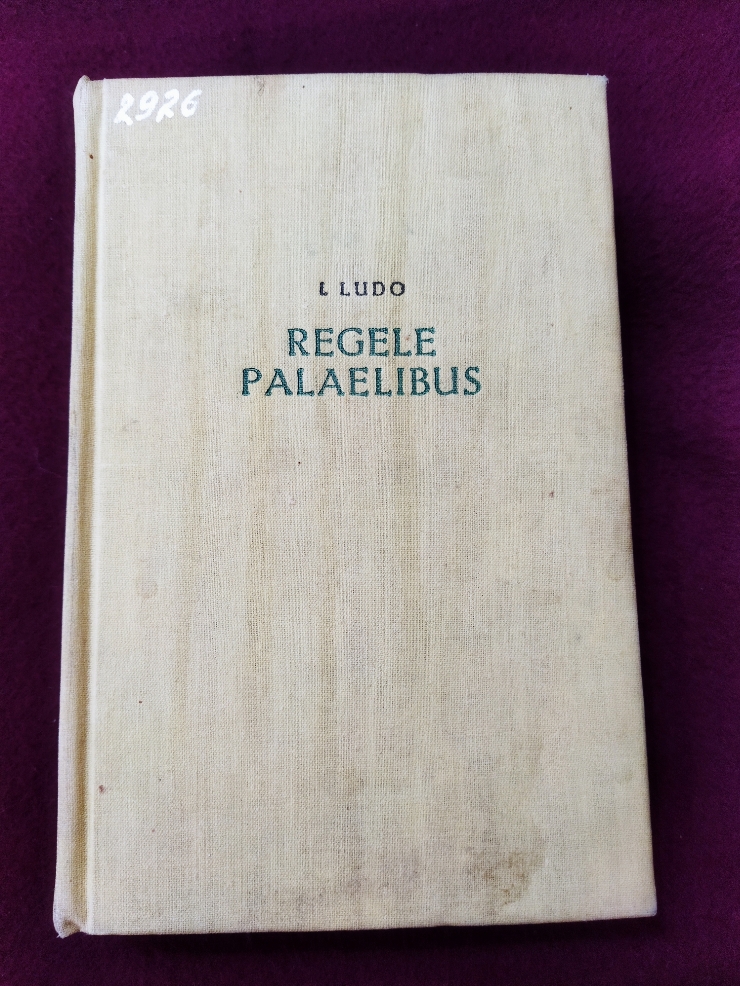 2926
I. LUDO
REGELE
PALAELIBUS